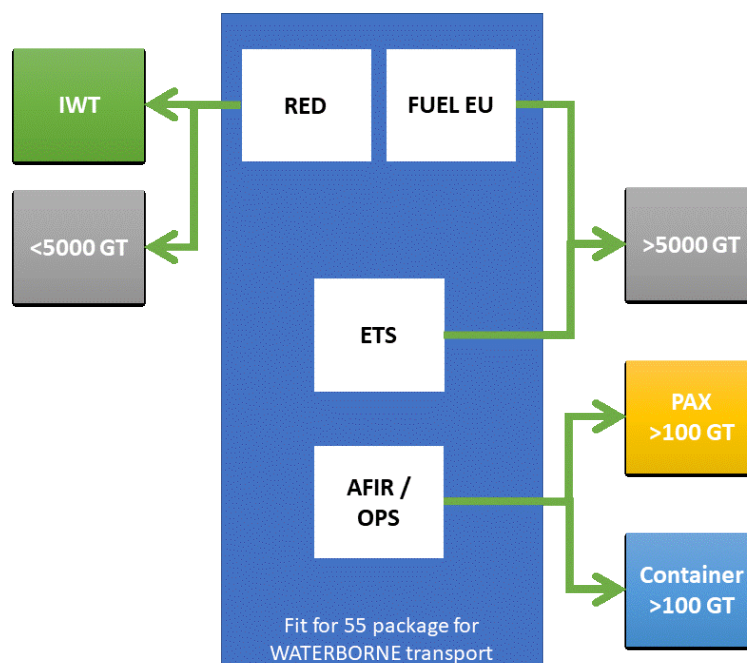 IWT
RED
FUEL EU
<5000 GT
>5000 GT
ETS
PAX
>100 GT
AFIR /
OPS
Container
>100 GT
Fit for 55 package for
WATERBORNE transport